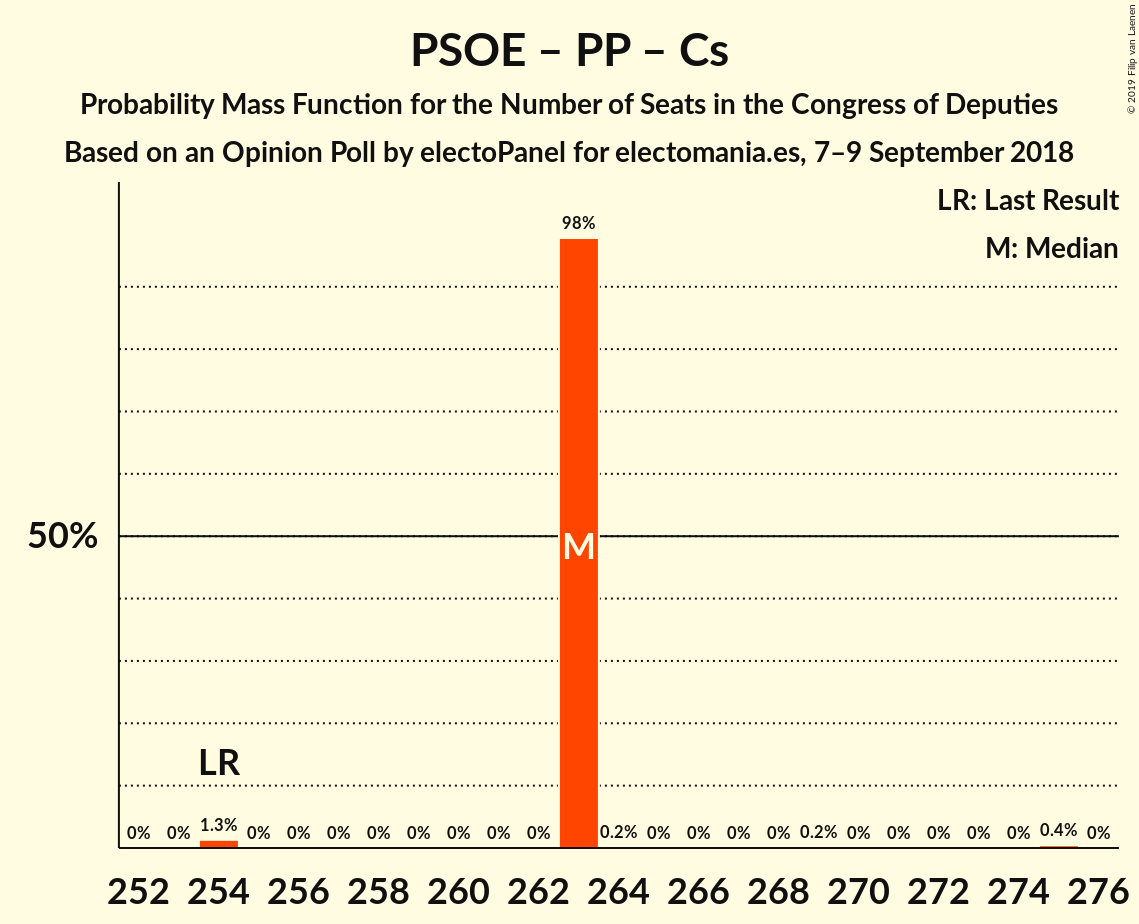 PSOE – PP – Cs
Probability Mass Function for the Number of Seats in the Congress of Deputies
Based on an Opinion Poll by electoPanel for electomania.es, 7–9 September 2018
© 2019 Filip van Laenen
LR: Last Result
M: Median
98%
50%
M
LR
0% 0% 1.3% 0% 0% 0% 0% 0% 0% 0% 0% 0.2% 0% 0% 0% 0% 0.2% 0% 0% 0% 0% 0% 0.4% 0%
252 254 256 258 260 262 264 266 268 270 272 274 276